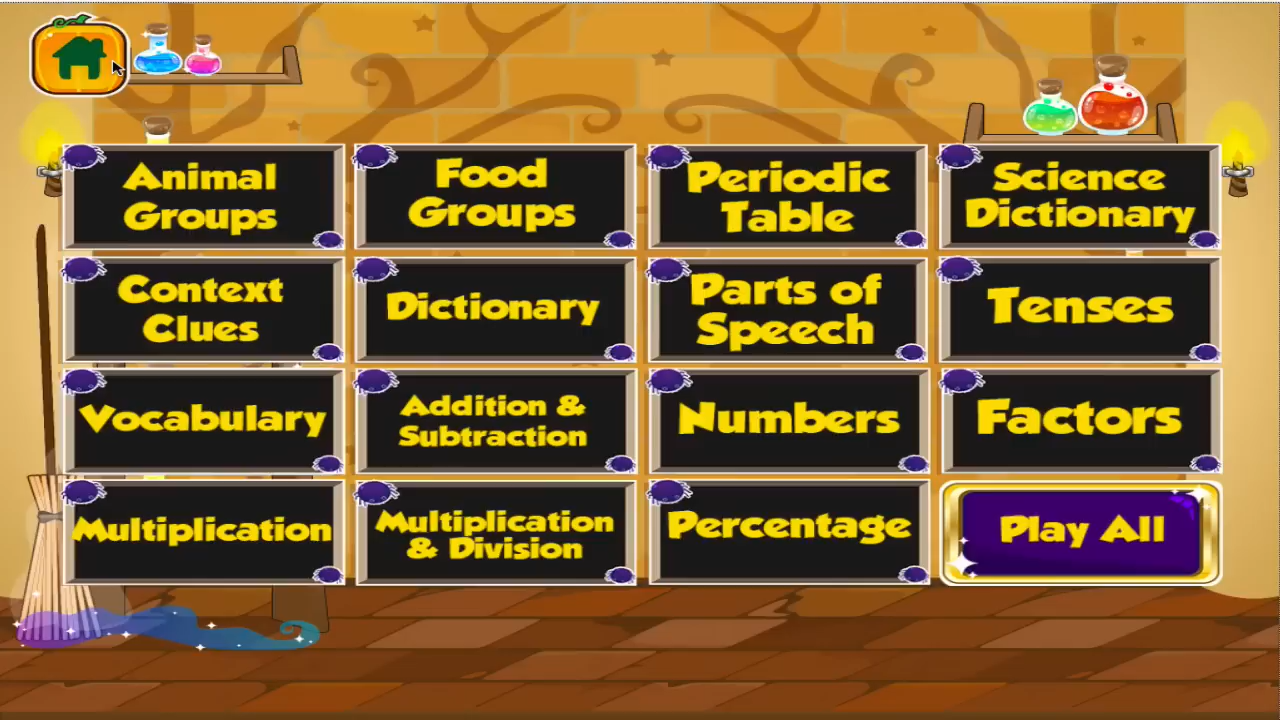 Animal
Groups
Food
Groups
Periodic
Table
Science
Dictionary
Context
Clues
Dictionary
Parts of
Speech
Tenses
Vocabulary
Addition &
Subtraction
Numbers
Factors
Multiplication
Multiplication
& Division
Percentage
Play All